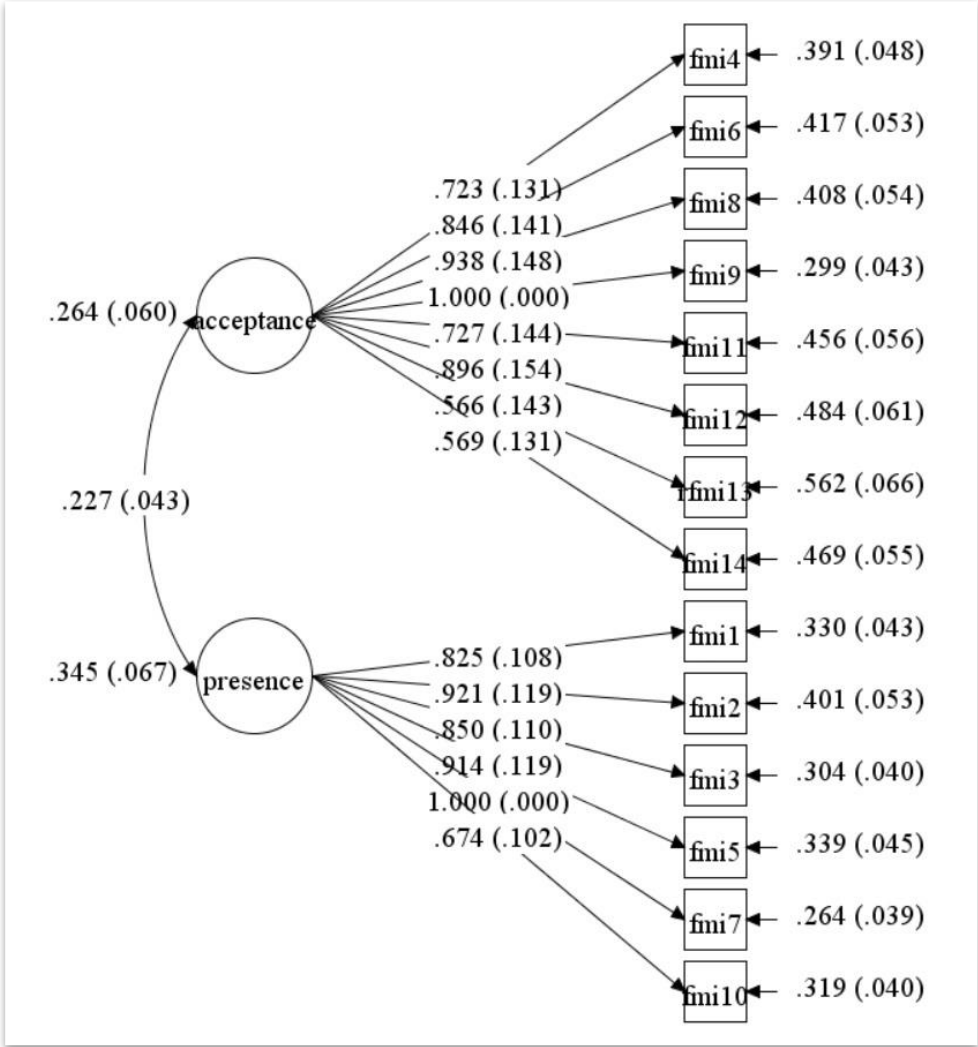 fmi4
.391 (.048)
fmi6
.417 (.053)
.723 (.131)
fmi8
.408 (.054)
.846 (.141)
.938 (.148)
fmi9
.299 (.043)
1.000 (.000)
.264 (.060)
acceptance
.727 (.144)
fmi11
.456 (.056)
.896 (.154)
.566 (.143)
fmi12
.484 (.061)
.569 (.131)
rfmi13
.562 (.066)
.227 (.043)
fmi14
.469 (.055)
fmi1
.330 (.043)
.825 (.108)
.345 (.067)
presence
.921 (.119)
fmi2
.401 (.053)
.850 (.110)
.914 (.119)
fmi3
.304 (.040)
1.000 (.000)
.674 (.102)
fmi5
.339 (.045)
fmi7
.264 (.039)
fmi10
.319 (.040)